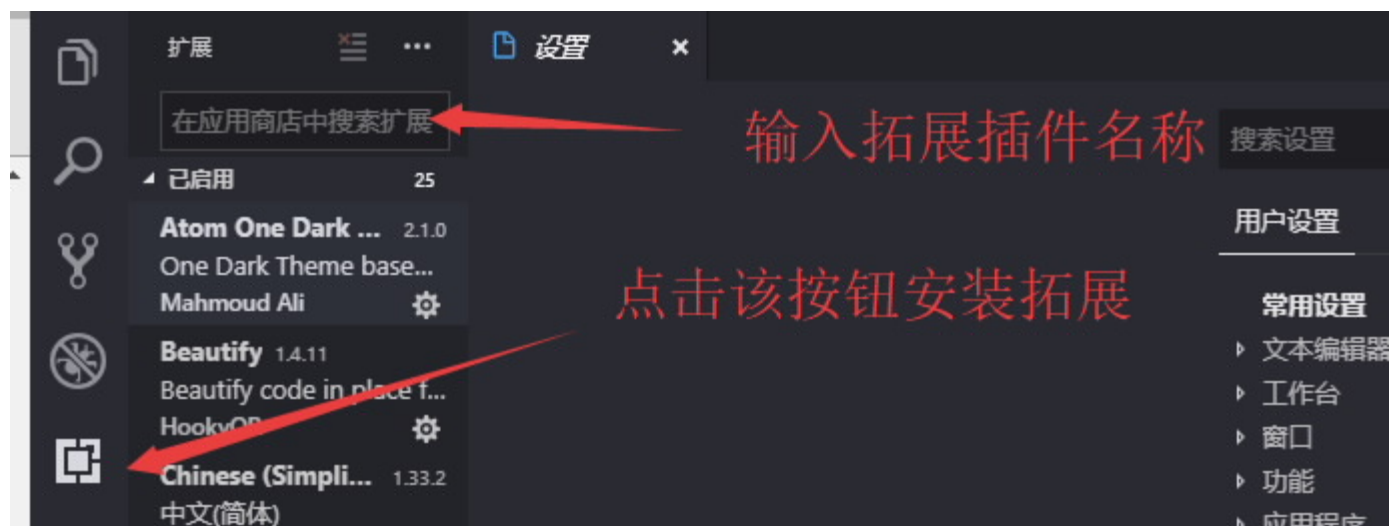 扩展
设置
在应用商店中搜索扩展
输入拓展插件名称
搜索设置
已启用 25
Atom One Dark ... 2.1.0
One Dark Theme base...
Mahmoud Ali
用户设置
点击该按钮安装拓展
常用设置
Beautify 1.4.11
Beautify code in place f...
文本编辑器
工作台
窗口
Chinese (Simpli... 1.33.2
中文(简体)
功能
应用程序